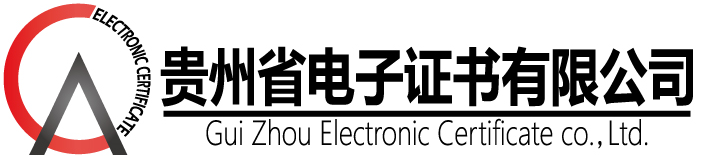 ELECTRONIC CERTIFICATE
贵州省电子证书有限公司
Gui Zhou Electronic Certificate co.,Ltd.